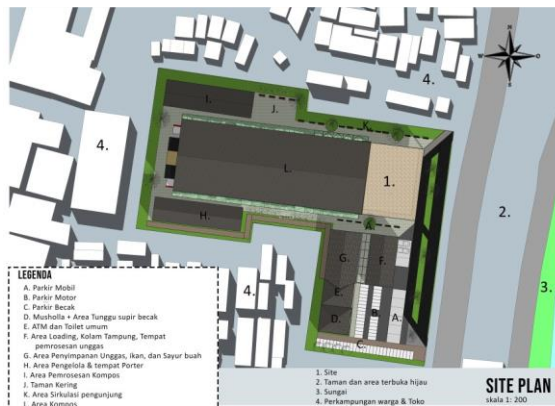 N
W
O
S
4.
I.
J.
K.
4.
L.
1.
2.
H.
K.
G.
F.
3.
E.
D.
B.
A.
4.
C.
LEGENDA
A. Parkir Mobil
B. Parkir Motor
C. Parkir Becak
D. Musholla + Area Tunggu supir becak
E. ATM dan Toilet umum
F. Area Loading, Kolam Tampung, Tempat
pemrosesan unggas
G. Area Penyimpanan Unggas, ikan, dan Sayur buah
H. Area Pengelola & tempat Porter
I. Area Pemrosesan Kompos
J. Taman Kering
K. Area Sirkulasi pengunjung
L. Area Kompos
1. Site
2. Taman dan area terbuka hijau
3. Sungai
4. Perkampungan warga & Toko
SITE PLAN
skala 1: 200